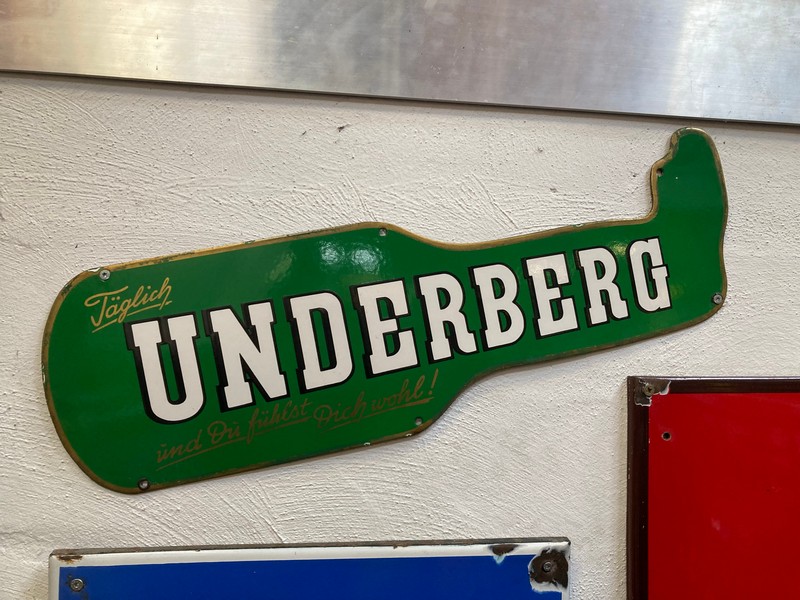 Täglich
UNDERBERG
und Du fühlst Dich wohl!